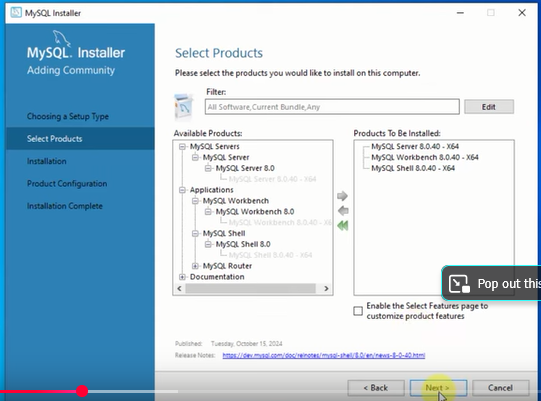 MySQL Installer
MySQL. Installer
Adding Community
Choosing a Setup Type
Select Products
Installation
Product Configuration
Installation Complete
Select Products
Please select the products you would like to install on this computer.
Filter:
All Software,Current Bundle,Any
Edit
Available Products:
MySQL Servers
MySQL Server
MySQL Server 8.0
MySQL Server 8.0.40 - X64
Applications
MySQL Workbench
MySQL Workbench 8.0
MySQL Workbench 8.0.40 - X
MySQL Shell
MySQL Shell 8.0
MySQL Shell 8.0.40 - X64
MySQL Router
Documentation
Products To Be Installed:
MySQL Server 8.0.40 - X64
MySQL Workbench 8.0.40 - X64
MySQL Shell 8.0.40 - X64
Pop out this
Enable the Select Features page to
customize product features
Published: Tuesday, October 15, 2024
Release Notes: https://dev.mysql.com/doc/relnotes/mysql-shell/8.0/en/news-8-0-40.html
< Back
Next >
Cancel